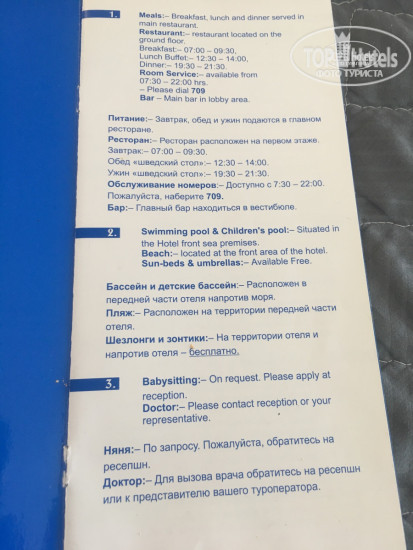 TOPHotels
ФОТО ТУРИСТА
1.
Meals:– Breakfast, lunch and dinner served in
main restaurant.
Restaurant:– restaurant located on the
ground floor.
Breakfast:– 07:00 – 09:30,
Lunch Buffet:– 12:30 – 14:00,
Dinner:– 19:30 – 21:30.
Room Service:– available from
07:30 – 22:00 hrs.
– Please dial 709
Bar – Main bar in lobby area.
Питание:– Завтрак, обед и ужин подаются в главном
ресторане.
Ресторан:– Ресторан расположен на первом этаже.
Завтрак:– 07:00 – 09:30.
Обед «шведский стол»:– 12:30 – 14:00.
Ужин «шведский стол»:– 19:30 – 21:30.
Обслуживание номеров:– Доступно с 7:30 – 22:00.
Пожалуйста, наберите 709.
Бар:– Главный бар находиться в вестибюле.
2.
Swimming pool & Children's pool:– Situated in
the Hotel front sea premises.
Beach:– located at the front area of the hotel.
Sun-beds & umbrellas:– Available Free.
Бассейн и детские бассейн:– Расположен в
передней части отеля напротив моря.
Пляж:– Расположен на территории передней части
отеля.
Шезлонги и зонтики:– На территории отеля и
напротив отеля – бесплатно.
3.
Babysitting:– On request. Please apply at
reception.
Doctor:– Please contact reception or your
representative.
Няня:– По запросу. Пожалуйста, обратитесь на
ресепшн.
Доктор:– Для вызова врача обратитесь на ресепшн
или к представителю вашего туроператора.